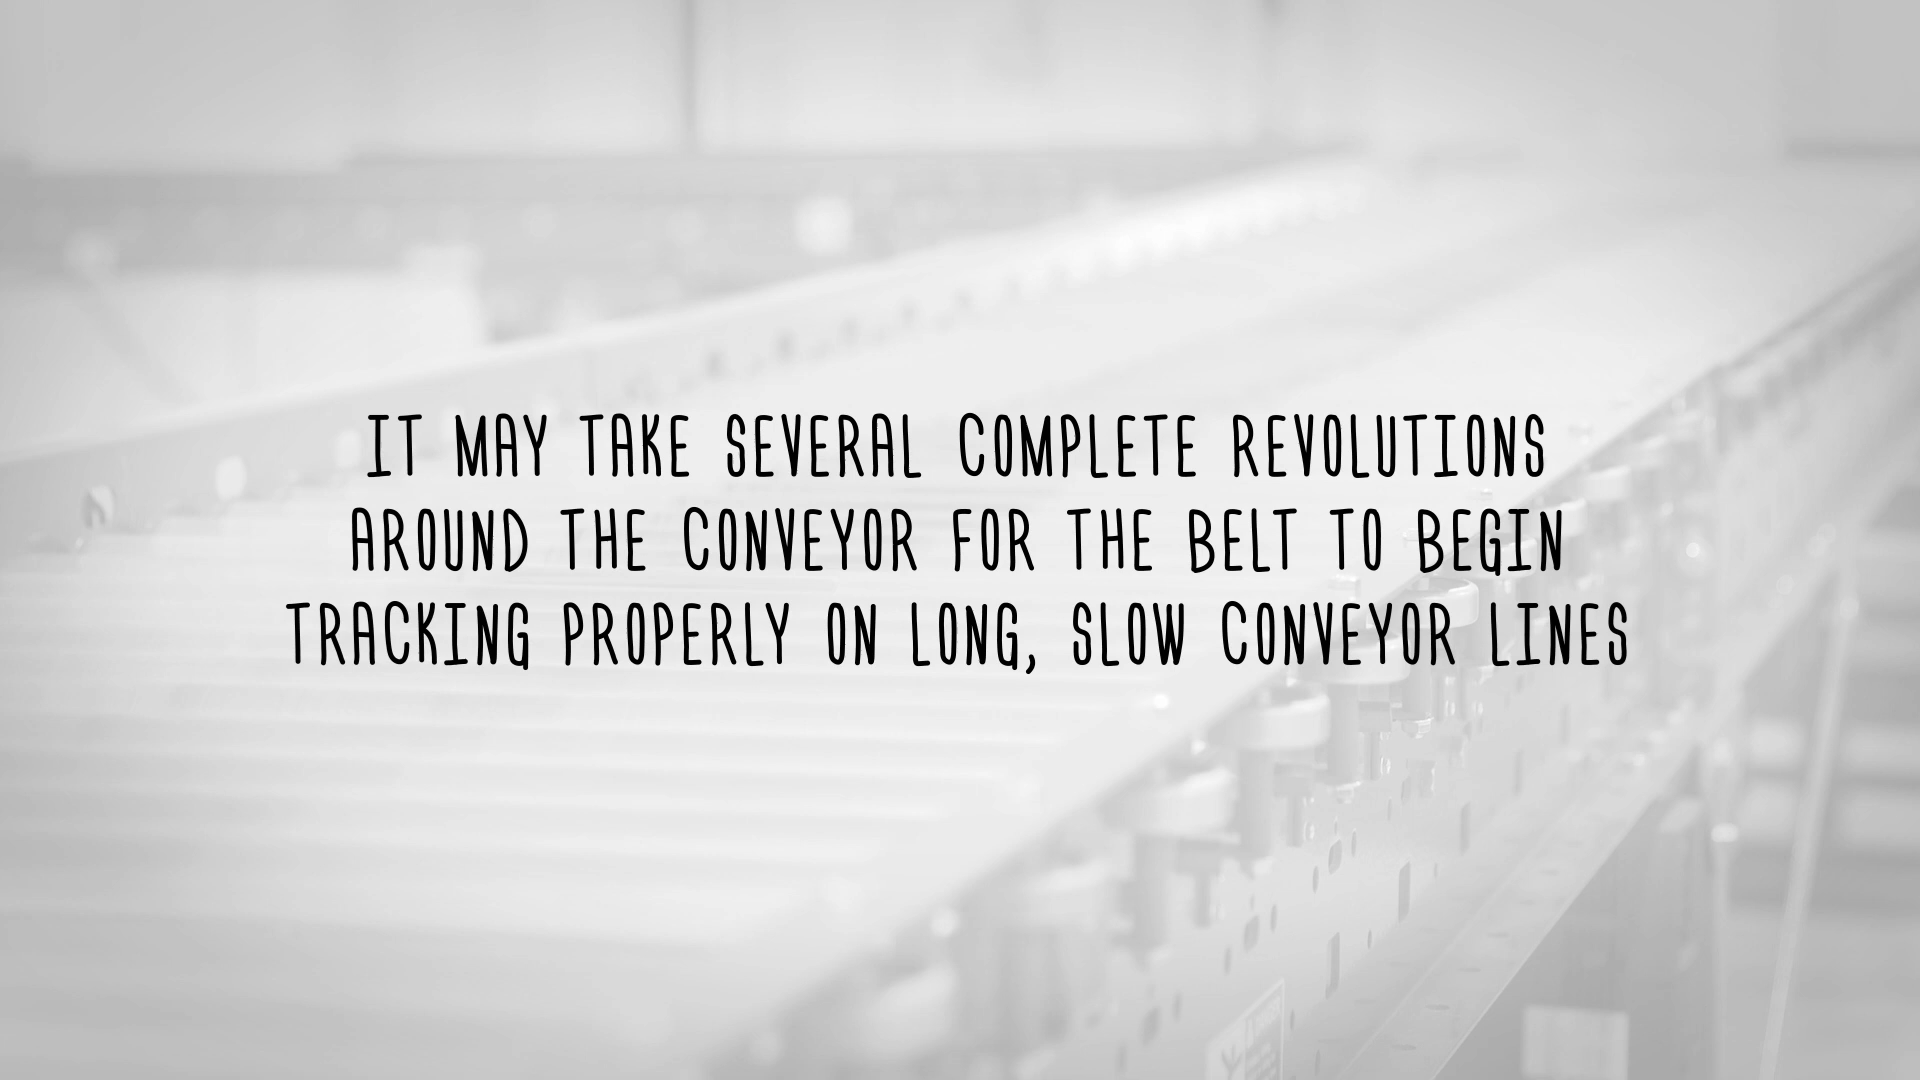 IT MAY TAKE SEVERAL COMPLETE REVOLUTIONS
AROUND THE CONVEYOR FOR THE BELT TO BEGIN
TRACKING PROPERLY ON LONG, SLOW CONVEYOR LINES